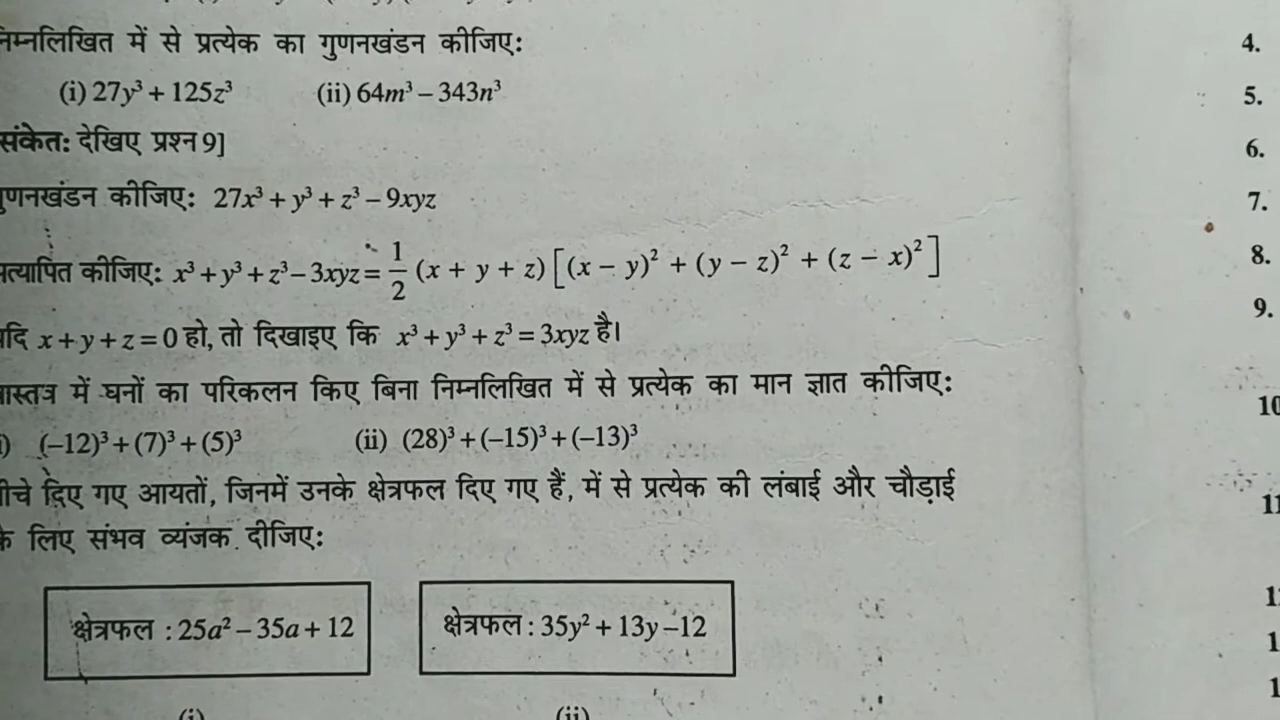 निम्नलिखित में से प्रत्येक का गुणनखंडन कीजिए:
(i) 27y³ + 125z³ (ii) 64m³ – 343n³
संकेत: देखिए प्रश्न 9]
गुणनखंडन कीजिए: 27x³ + y³ + z³ – 9xyz
सत्यापित कीजिए: x³ + y³ + z³ – 3xyz = 1/2 (x + y + z) [(x – y)² + (y – z)² + (z – x)²]
यदि x + y + z = 0 हो, तो दिखाइए कि x³ + y³ + z³ = 3xyz है।
वास्तव में घनों का परिकलन किए बिना निम्नलिखित में से प्रत्येक का मान ज्ञात कीजिए:
(i) (–12)³ + (7)³ + (5)³ (ii) (28)³ + (–15)³ + (–13)³
नीचे दिए गए आयतों, जिनमें उनके क्षेत्रफल दिए गए हैं, में से प्रत्येक की लंबाई और चौड़ाई
के लिए संभव व्यंजक दीजिए:
क्षेत्रफल : 25a² – 35a + 12
क्षेत्रफल : 35y² + 13y –12
(i) (ii)
4.
5.
6.
7.
8.
9.
10
11